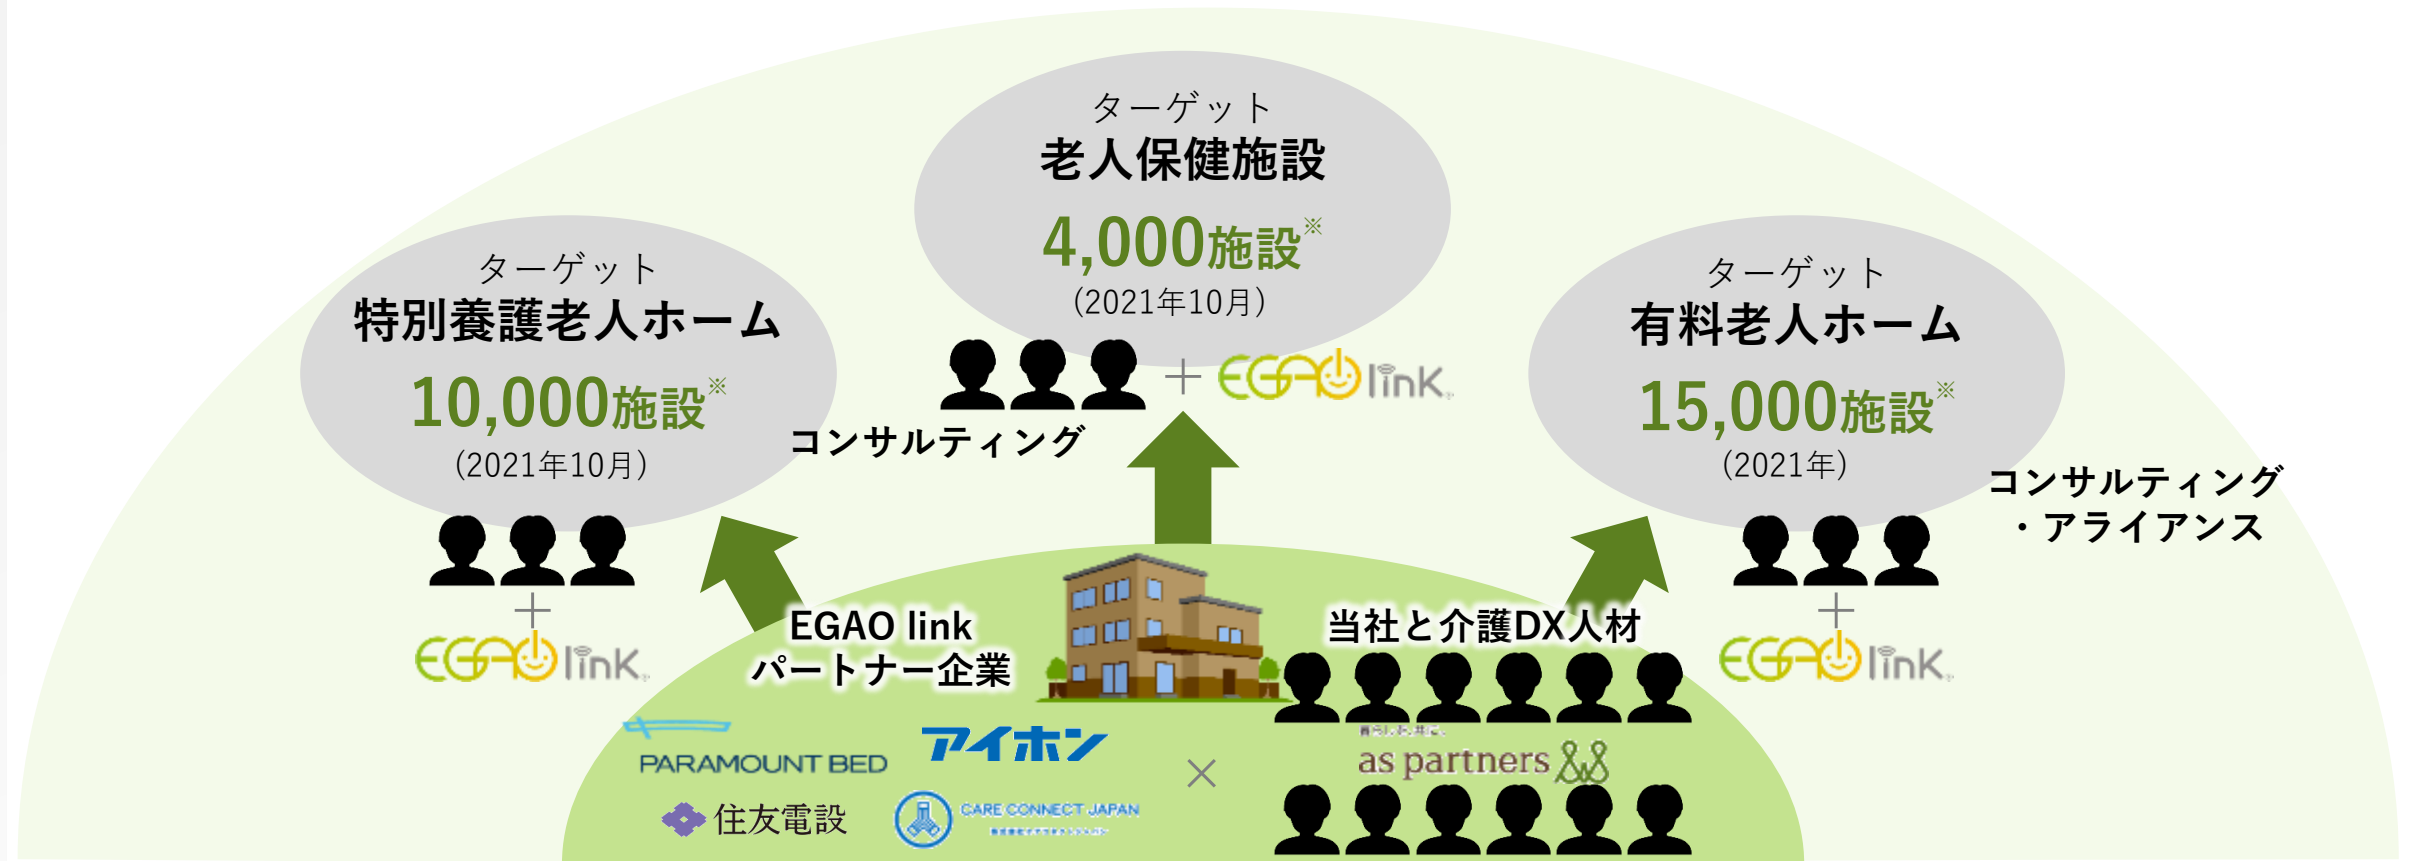 ターゲット
老人保健施設
4,000施設※
(2021年10月)
ターゲット
特別養護老人ホーム
10,000施設※
(2021年10月)
ターゲット
有料老人ホーム
15,000施設※
(2021年)
+ EGAO link
コンサルティング
コンサルティング
・アライアンス
+
EGAO link
+
EGAO link
EGAO link
パートナー企業
当社と介護DX人材
PARAMOUNT BED
アイホン
住友電設
CARE CONNECT JAPAN
×
as partners